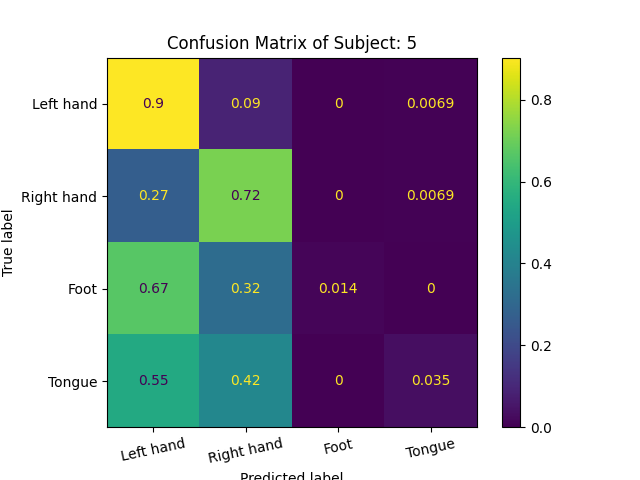 Confusion Matrix of Subject: 5
True label
Left hand 0.9 0.09 0 0.0069
Right hand 0.27 0.72 0 0.0069
Foot 0.67 0.32 0.014 0
Tongue 0.55 0.42 0 0.035
Left hand Right hand Foot Tongue
Predicted label
0.8
0.6
0.4
0.2
0.0